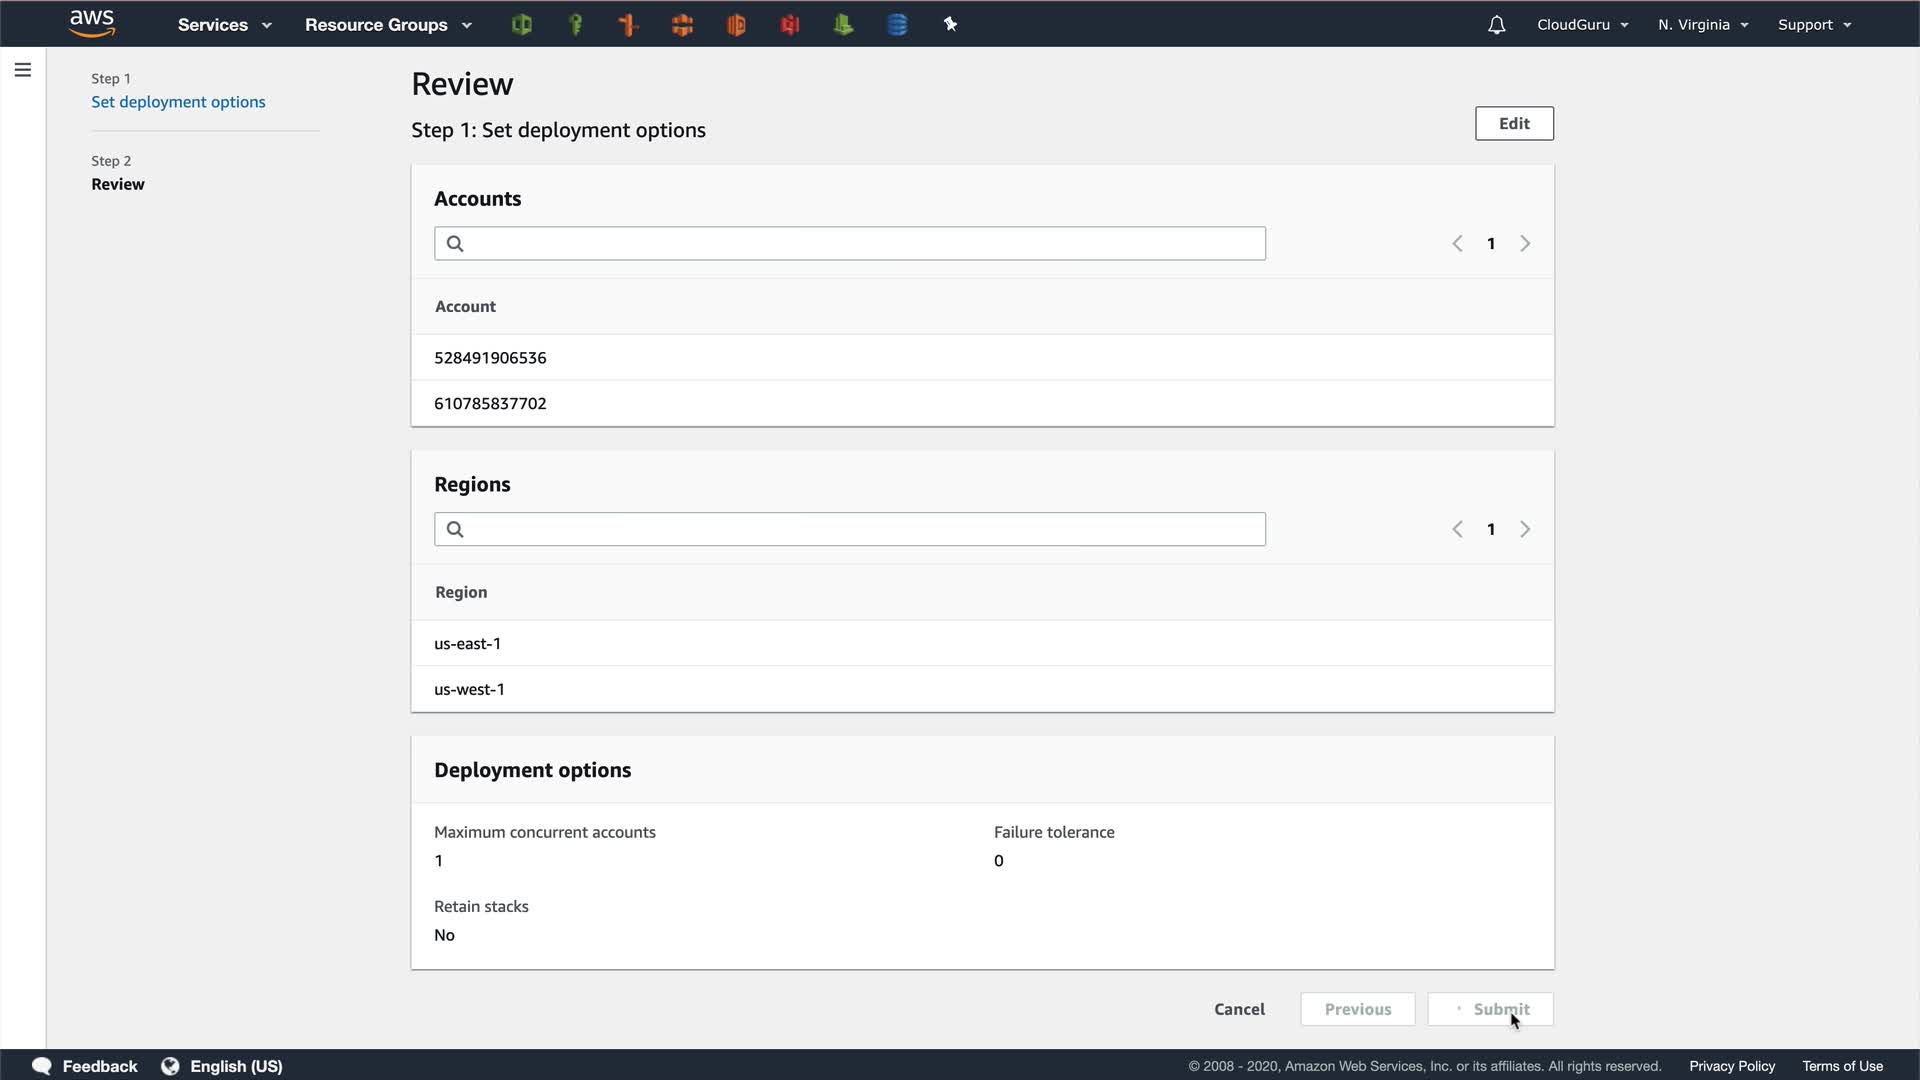 aws
Services
Resource Groups
CloudGuru
N. Virginia
Support
Step 1
Set deployment options
Step 2
Review
Review
Step 1: Set deployment options
Edit
Accounts
1
Account
528491906536
610785837702
Regions
1
Region
us-east-1
us-west-1
Deployment options
Maximum concurrent accounts
1
Failure tolerance
0
Retain stacks
No
Cancel
Previous
Submit
Feedback
English (US)
© 2008 - 2020, Amazon Web Services, Inc. or its affiliates. All rights reserved.
Privacy Policy
Terms of Use